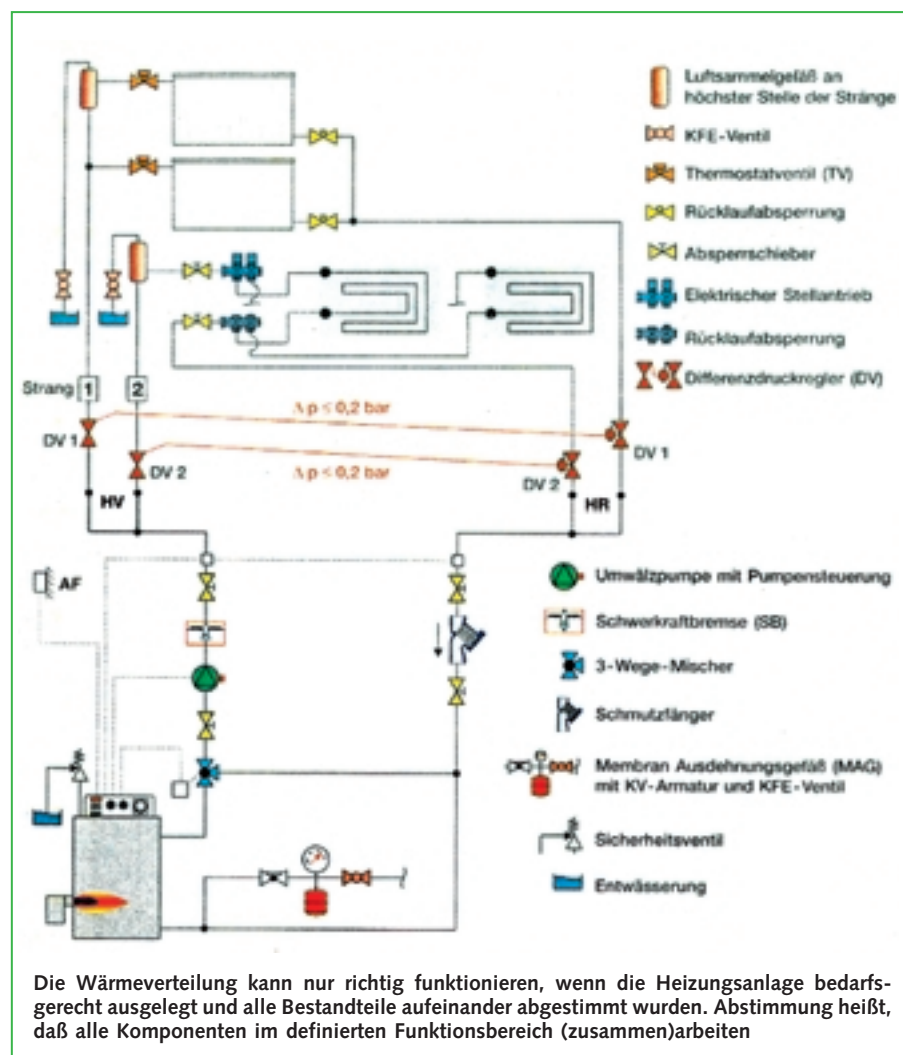 Luftsammelgefäß an
höchster Stelle der Stränge
KFE-Ventil
Thermostatventil (TV)
Rücklaufabsperrung
Absperrschieber
Elektrischer Stellantrieb
Rücklaufabsperrung
Differenzdruckregler (DV)
Strang 1 2
Δp ≤ 0,2 bar
DV 1
DV 1
DV 2
Δp ≤ 0,2 bar
DV 2
HV
HR
AF
Umwälzpumpe mit Pumpensteuerung
Schwerkraftbremse (SB)
3-Wege-Mischer
Schmutzfänger
Membran Ausdehnungsgefäß (MAG)
mit KV-Armatur und KFE-Ventil
Sicherheitsventil
Entwässerung
Die Wärmeverteilung kann nur richtig funktionieren, wenn die Heizungsanlage bedarfs-
gerecht ausgelegt und alle Bestandteile aufeinander abgestimmt wurden. Abstimmung heißt,
daß alle Komponenten im definierten Funktionsbereich (zusammen)arbeiten